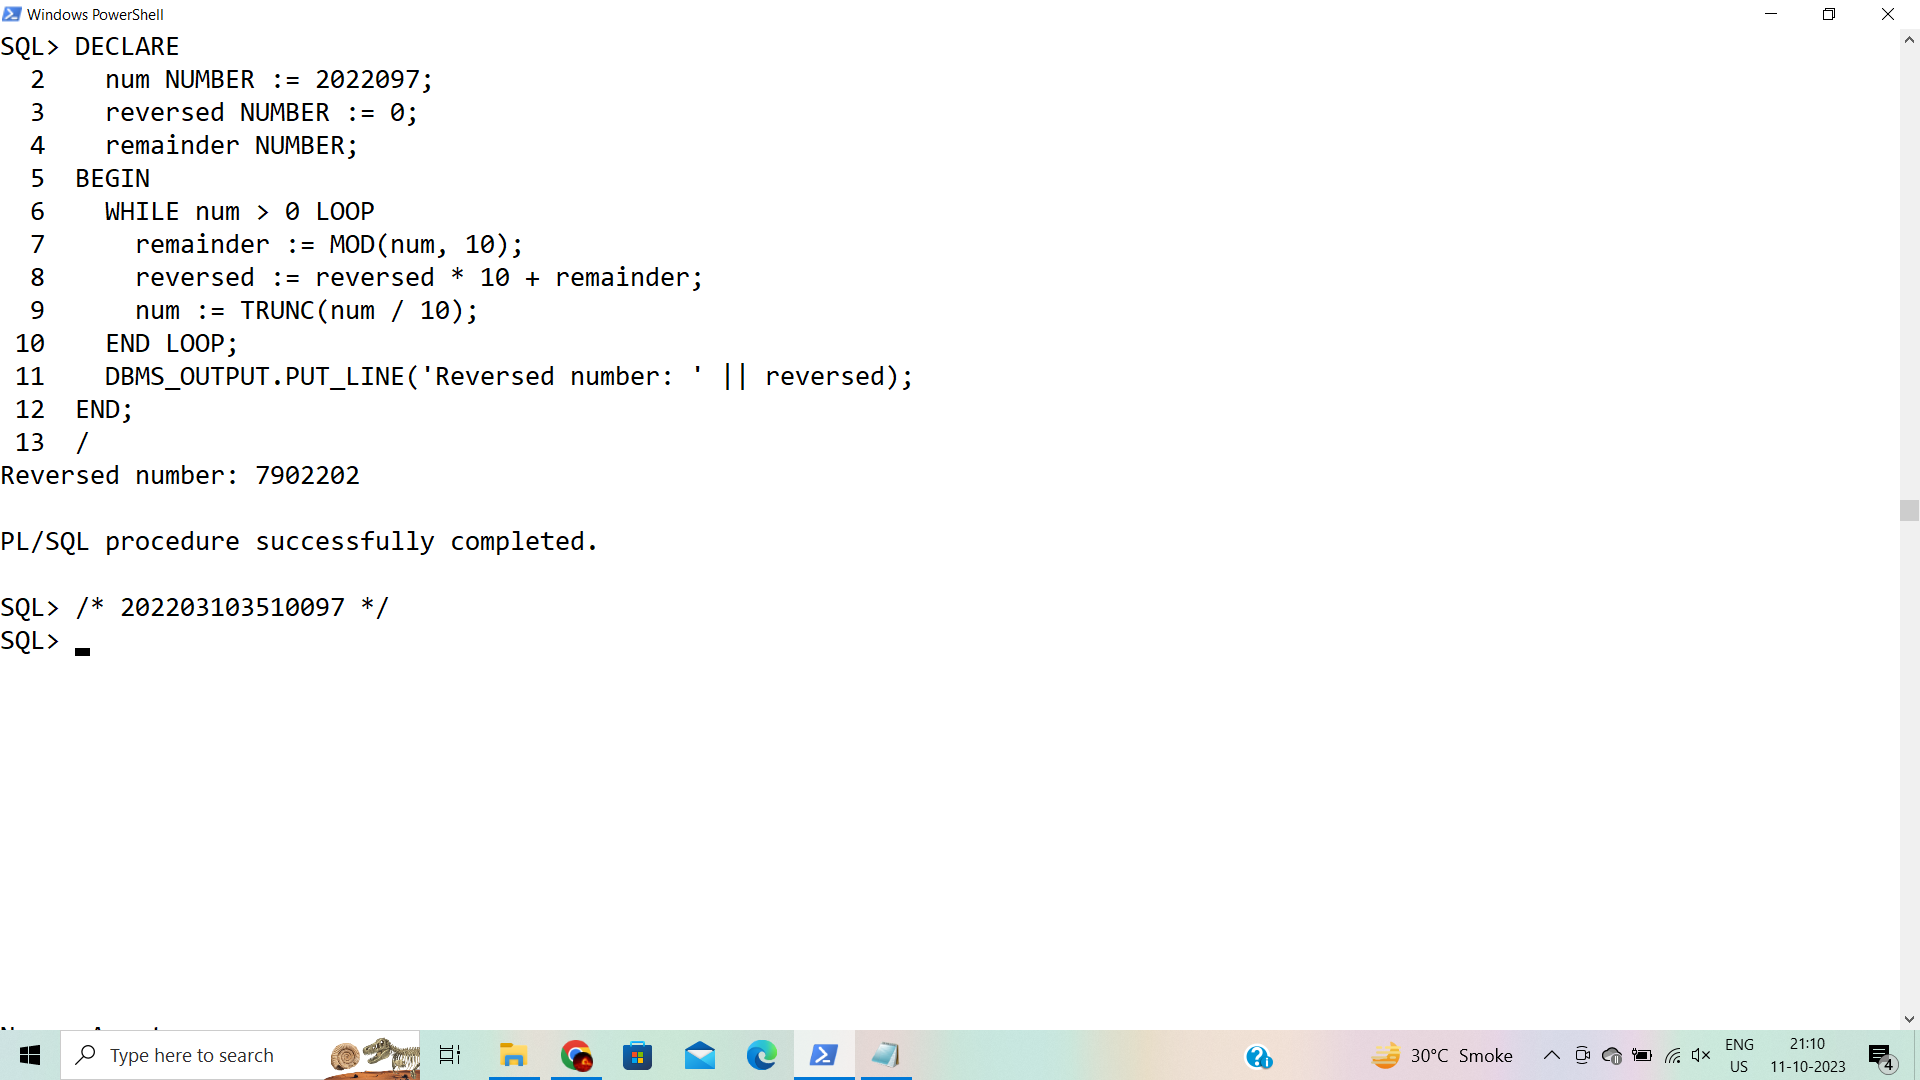 Windows PowerShell
SQL> DECLARE
  2    num NUMBER := 2022097;
  3    reversed NUMBER := 0;
  4    remainder NUMBER;
  5  BEGIN
  6    WHILE num > 0 LOOP
  7      remainder := MOD(num, 10);
  8      reversed := reversed * 10 + remainder;
  9      num := TRUNC(num / 10);
 10    END LOOP;
 11    DBMS_OUTPUT.PUT_LINE('Reversed number: ' || reversed);
 12  END;
 13  /
Reversed number: 7902202
PL/SQL procedure successfully completed.
SQL> /* 202203103510097 */
SQL>
Type here to search
30°C Smoke
ENG
US
21:10
11-10-2023
4